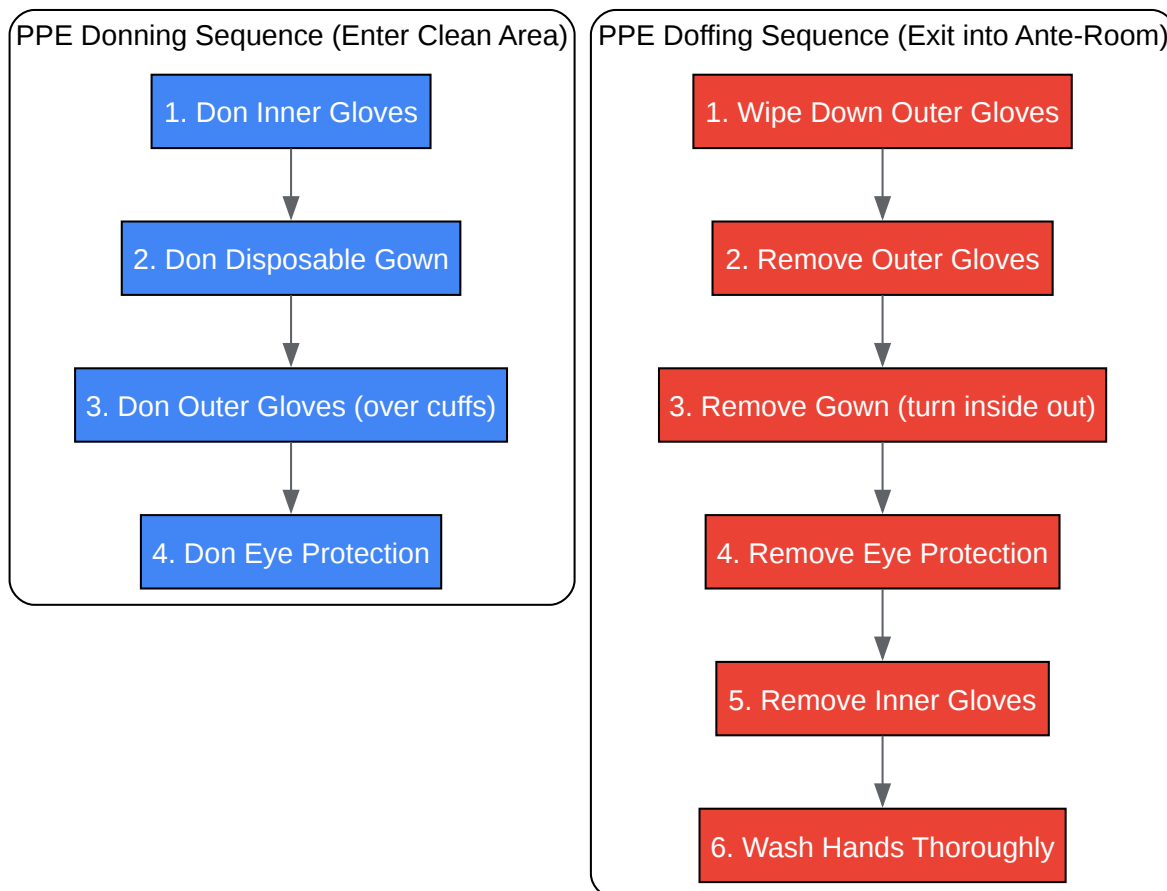 PPE Donning Sequence (Enter Clean Area)
1. Don Inner Gloves
2. Don Disposable Gown
3. Don Outer Gloves (over cuffs)
4. Don Eye Protection
PPE Doffing Sequence (Exit into Ante-Room)
1. Wipe Down Outer Gloves
2. Remove Outer Gloves
3. Remove Gown (turn inside out)
4. Remove Eye Protection
5. Remove Inner Gloves
6. Wash Hands Thoroughly